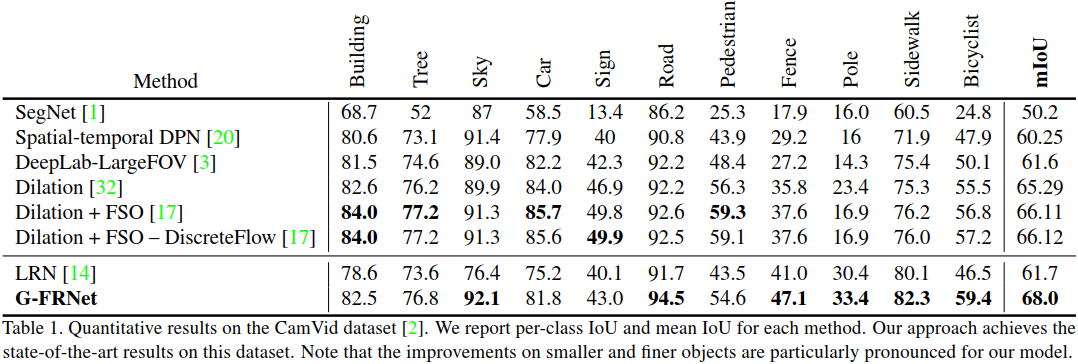 Method Building Tree Sky Car Sign Road Pedestrian Fence Pole Sidewalk Bicyclist mIoU
SegNet [1] 68.7 52 87 58.5 13.4 86.2 25.3 17.9 16.0 60.5 24.8 50.2
Spatial-temporal DPN [20] 80.6 73.1 91.4 77.9 40 90.8 43.9 29.2 16 71.9 47.9 60.25
DeepLab-LargeFOV [3] 81.5 74.6 89.0 82.2 42.3 92.2 48.4 27.2 14.3 75.4 50.1 61.6
Dilation [32] 82.6 76.2 89.9 84.0 46.9 92.2 56.3 35.8 23.4 75.3 55.5 65.29
Dilation + FSO [17] 84.0 77.2 91.3 85.7 49.8 92.6 59.3 37.6 16.9 76.2 56.8 66.11
Dilation + FSO − DiscreteFlow [17] 84.0 77.2 91.3 85.6 49.9 92.5 59.1 37.6 16.9 76.0 57.2 66.12
LRN [14] 78.6 73.6 76.4 75.2 40.1 91.7 43.5 41.0 30.4 80.1 46.5 61.7
G-FRNet 82.5 76.8 92.1 81.8 43.0 94.5 54.6 47.1 33.4 82.3 59.4 68.0
Table 1. Quantitative results on the CamVid dataset [2]. We report per-class IoU and mean IoU for each method. Our approach achieves the
state-of-the-art results on this dataset. Note that the improvements on smaller and finer objects are particularly pronounced for our model.